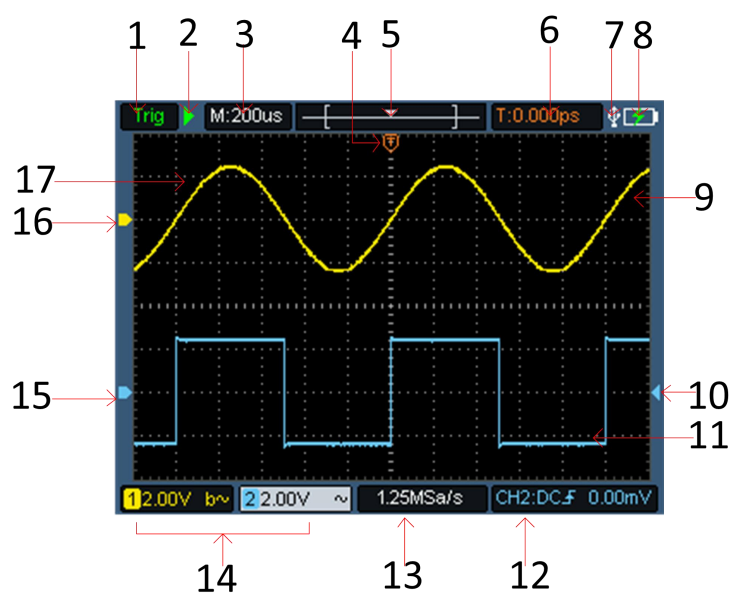 1 2 3 4 5 6 7 8
Trig M:200us T:0.000ps
T
17 9
16
15 10
11
1 2.00V b~ 2 2.00V ~ 1.25MSa/s CH2:DC 0.00mV
14 13 12